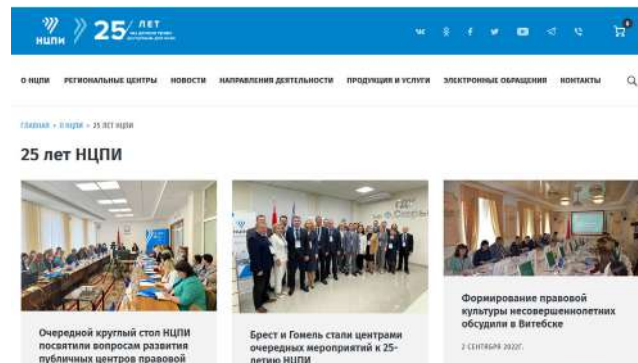 НЦПИ
25 ЛЕТ
0
О НЦПИ РЕГИОНАЛЬНЫЕ ЦЕНТРЫ НОВОСТИ НАПРАВЛЕНИЯ ДЕЯТЕЛЬНОСТИ ПРОДУКЦИЯ И УСЛУГИ ЭЛЕКТРОННЫЕ ОБРАЩЕНИЯ КОНТАКТЫ
ГЛАВНАЯ » О НЦПИ » 25 ЛЕТ НЦПИ
25 лет НЦПИ
Очередной круглый стол НЦПИ
посвятили вопросам развития
публичных центров правовой
Брест и Гомель стали центрами
очередных мероприятий к 25-
летию НЦПИ
Формирование правовой
культуры несовершеннолетних
обсудили в Витебске
2 СЕНТЯБРЯ 2022Г.